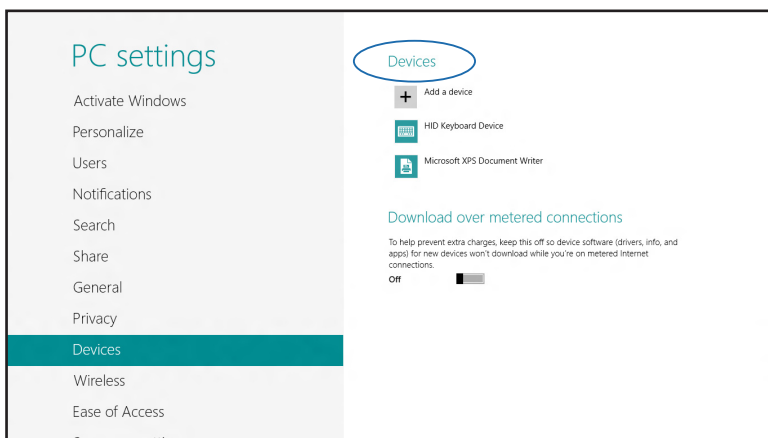 PC settings
Activate Windows
Personalize
Users
Notifications
Search
Share
General
Privacy
Devices
Wireless
Ease of Access
Devices
Add a device
HID Keyboard Device
Microsoft XPS Document Writer
Download over metered connections
To help prevent extra charges, keep this off so device software (drivers, info, and
apps) for new devices won't download while you're on metered Internet
connections.
Off